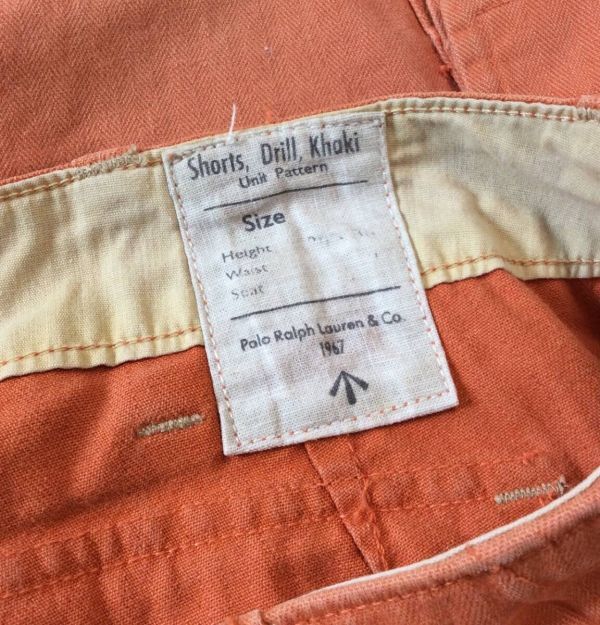 Shorts, Drill, Khaki
Unit Pattern
Size
Height
Waist
Seat
Polo Ralph Lauren & Co.
1967